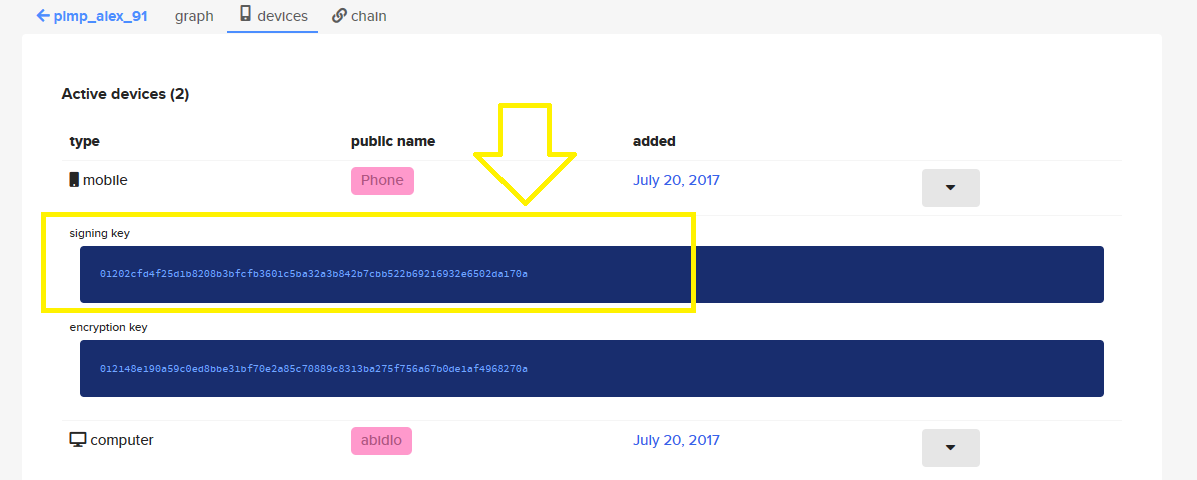 pimp_alex_91 graph devices chain
Active devices (2)
type public name added
mobile Phone July 20, 2017
signing key
01202cfd4f25d1b8208b3bfcfb3601c5ba32a3b842b7cbb522b69216932e6502da170a
encryption key
012148e190a59c0ed8bbe31bf70e2a85c70889c8313ba275f756a67b0de1af4968270a
computer abidlo July 20, 2017